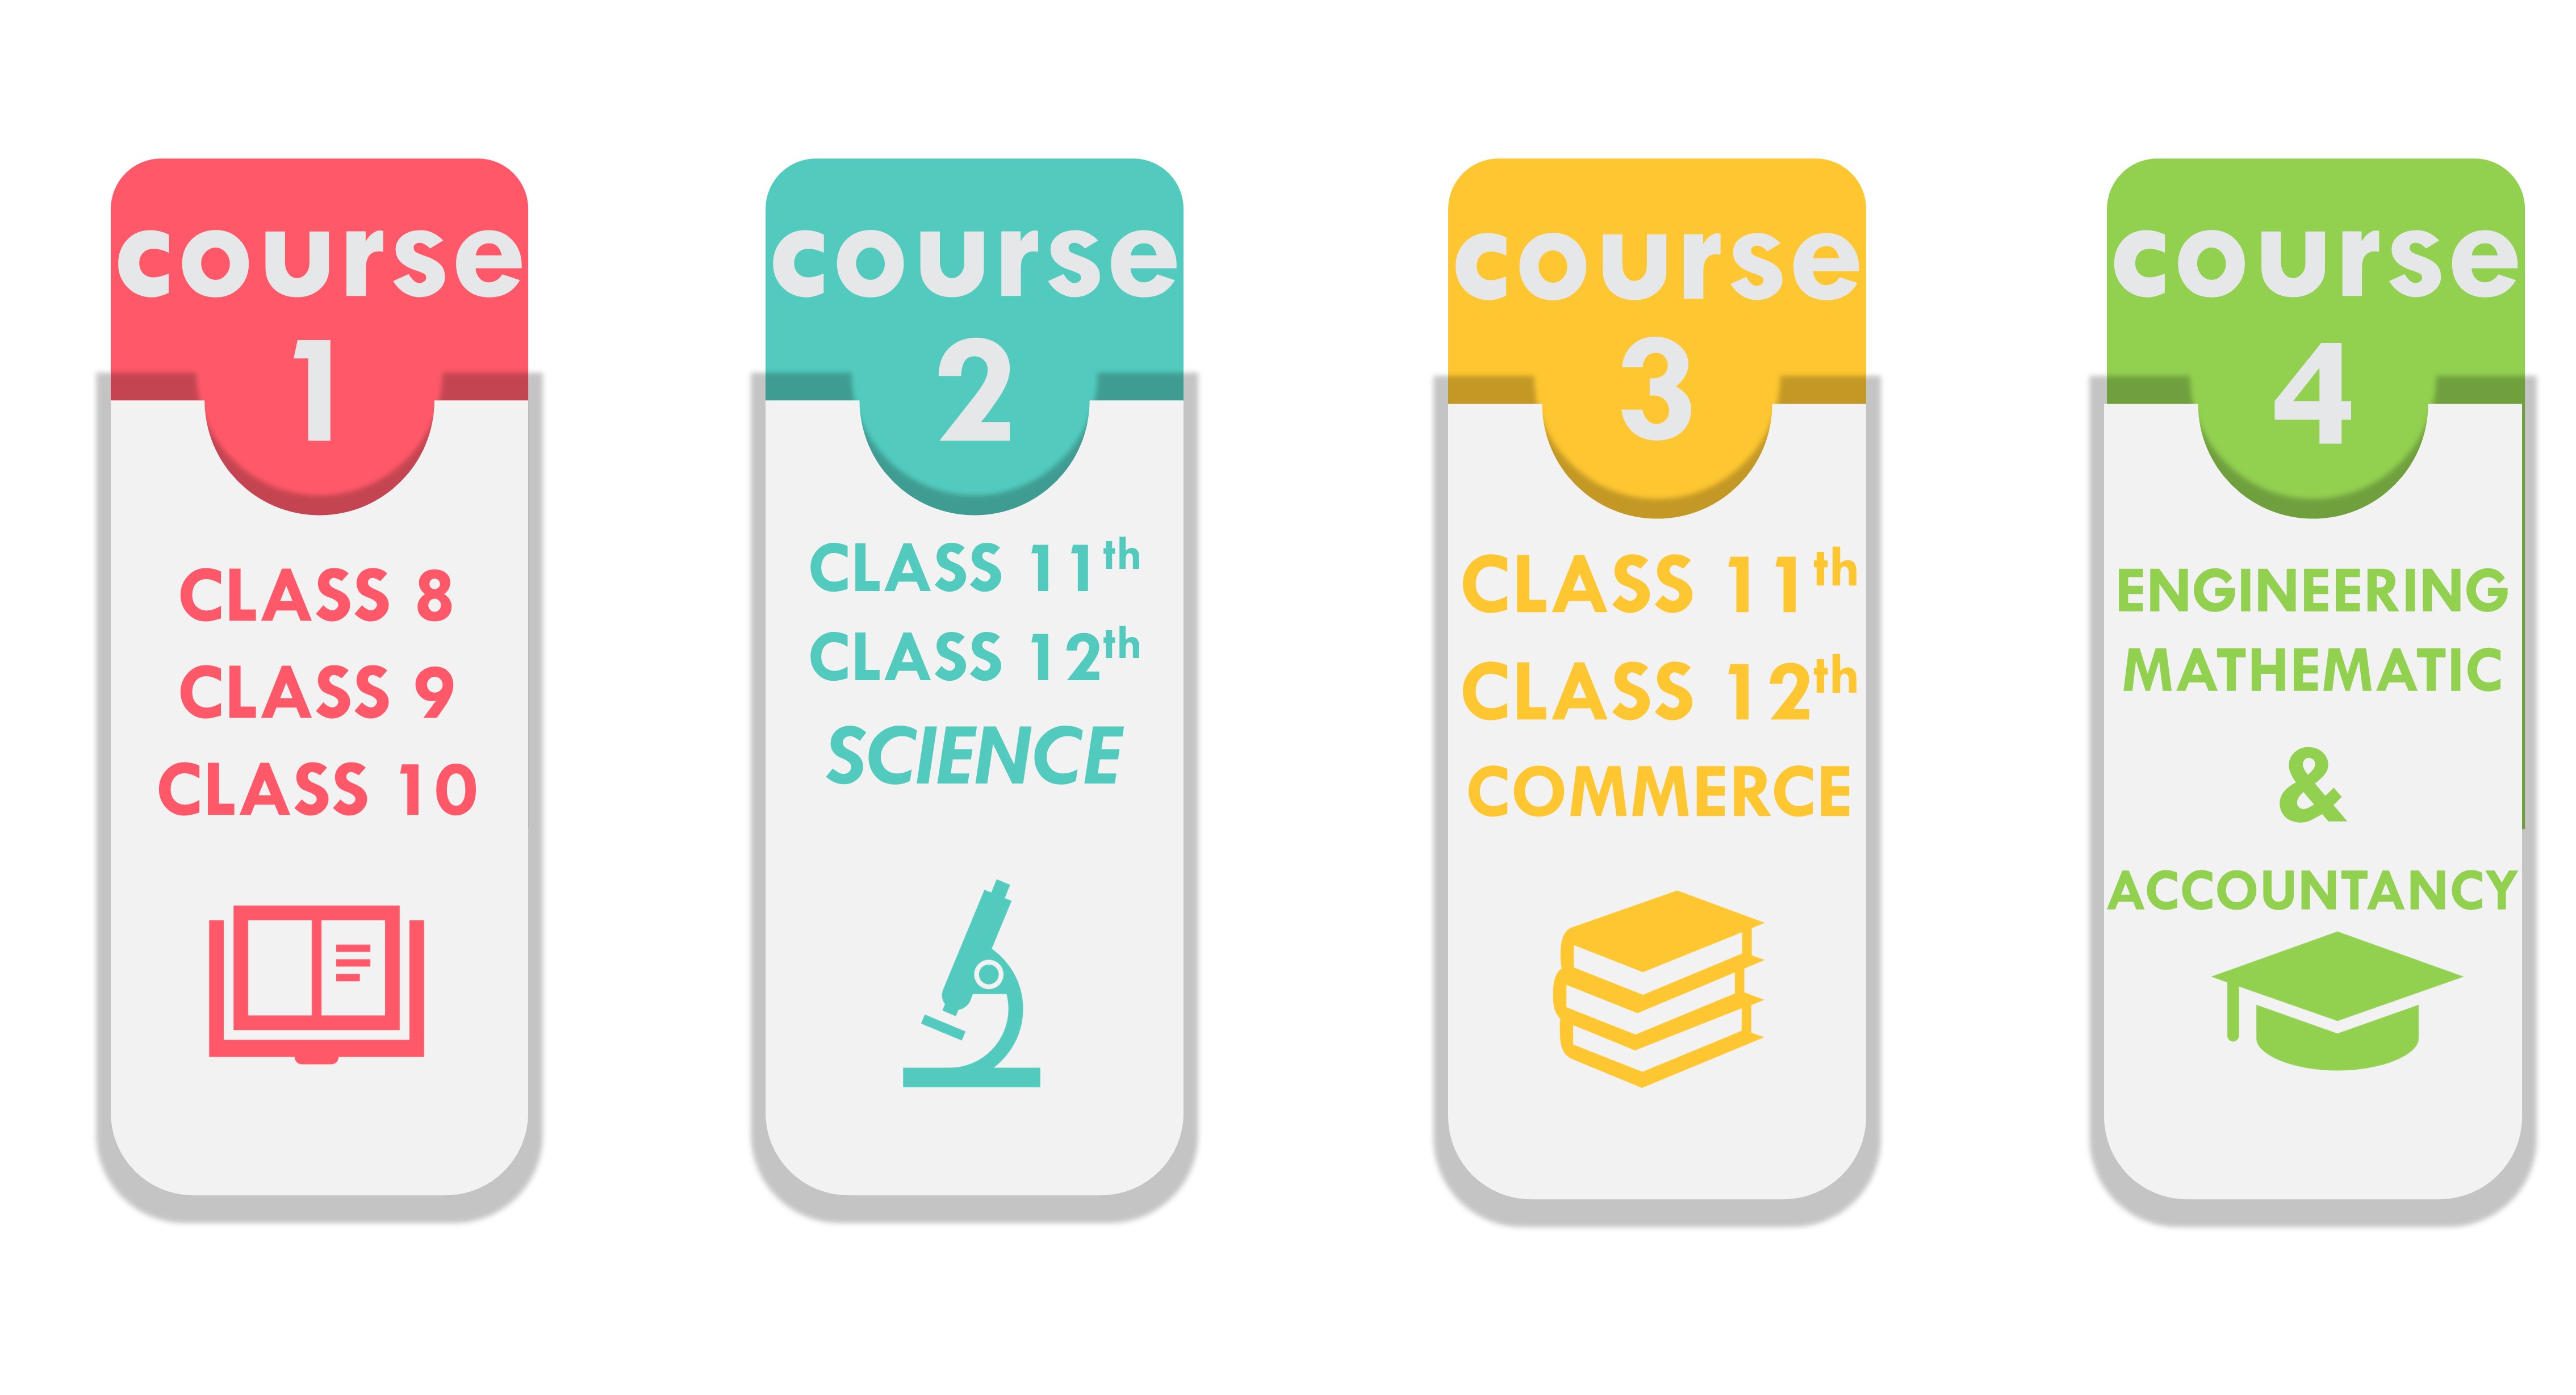 course
1
CLASS 8
CLASS 9
CLASS 10
course
2
CLASS 11th
CLASS 12th
SCIENCE
course
3
CLASS 11th
CLASS 12th
COMMERCE
course
4
ENGINEERING
MATHEMATIC
&
ACCOUNTANCY